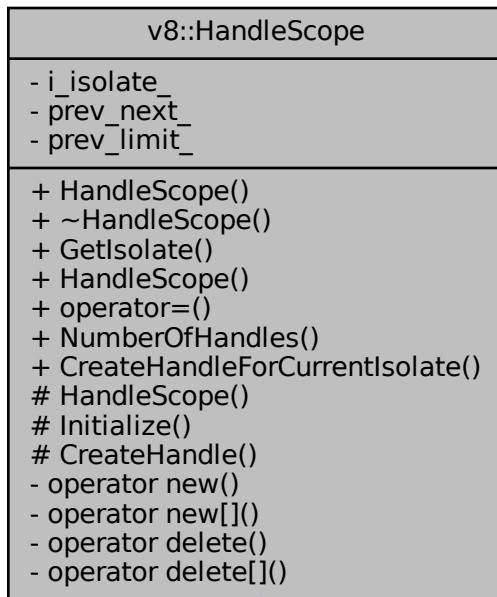 v8::HandleScope
- i_isolate_
- prev_next_
- prev_limit_
+ HandleScope()
+ ~HandleScope()
+ GetIsolate()
+ HandleScope()
+ operator=()
+ NumberOfHandles()
+ CreateHandleForCurrentIsolate()
# HandleScope()
# Initialize()
# CreateHandle()
- operator new()
- operator new[]()
- operator delete()
- operator delete[]()